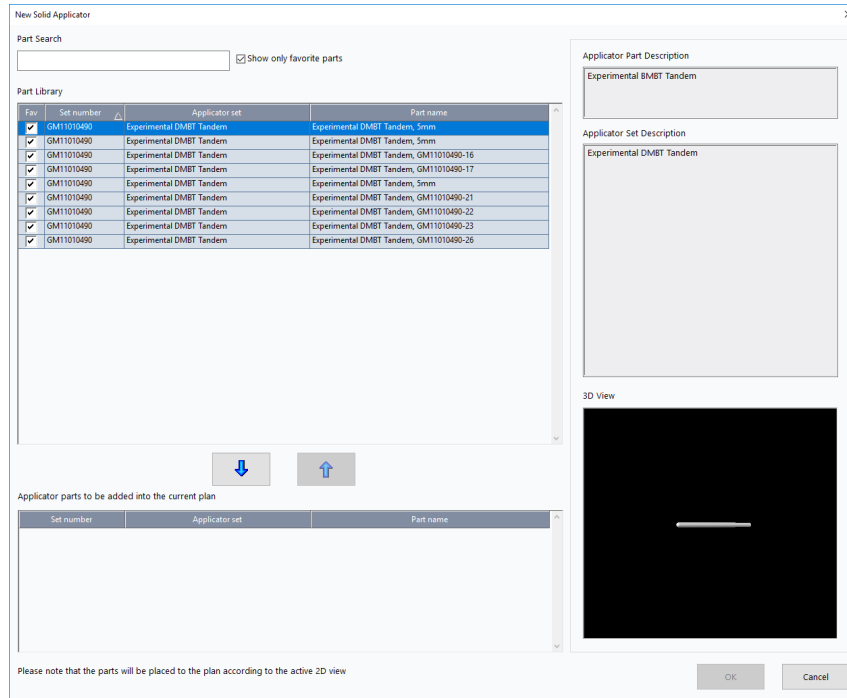 New Solid Applicator
Part Search
Show only favorite parts
Part Library
Fav Set number Applicator set Part name
GM11010490 Experimental DMBT Tandem Experimental DMBT Tandem, 5mm
GM11010490 Experimental DMBT Tandem Experimental DMBT Tandem, 5mm
GM11010490 Experimental DMBT Tandem Experimental DMBT Tandem, GM11010490-16
GM11010490 Experimental DMBT Tandem Experimental DMBT Tandem, GM11010490-17
GM11010490 Experimental DMBT Tandem Experimental DMBT Tandem, 5mm
GM11010490 Experimental DMBT Tandem Experimental DMBT Tandem, GM11010490-21
GM11010490 Experimental DMBT Tandem Experimental DMBT Tandem, GM11010490-22
GM11010490 Experimental DMBT Tandem Experimental DMBT Tandem, GM11010490-23
GM11010490 Experimental DMBT Tandem Experimental DMBT Tandem, GM11010490-26
Applicator parts to be added into the current plan
Set number Applicator set Part name
Please note that the parts will be placed to the plan according to the active 2D view
Applicator Part Description
Experimental BMBT Tandem
Applicator Set Description
Experimental DMBT Tandem
3D View
OK Cancel